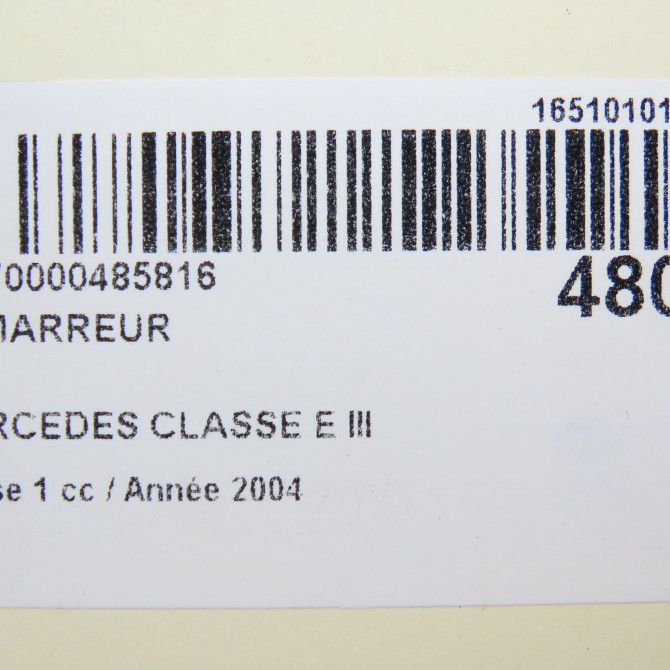 16510101
70000485816
480
MARREUR
RCEDES CLASSE E III
se 1 cc / Année 2004